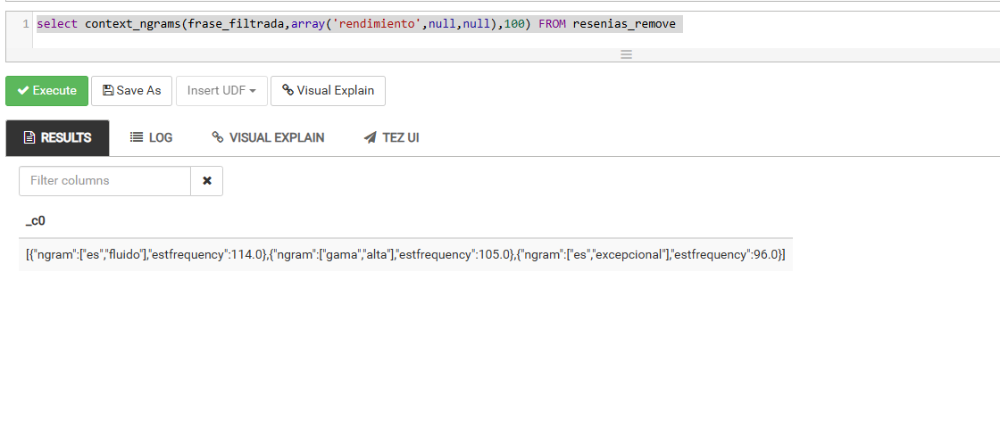 1 select context_ngrams(frase_filtrada,array('rendimiento',null,null),100) FROM resenias_remove
Execute Save As Insert UDF Visual Explain
RESULTS LOG VISUAL EXPLAIN TEZ UI
Filter columns
_c0
[{"ngram":["es","fluido"],"estfrequency":114.0},{"ngram":["gama","alta"],"estfrequency":105.0},{"ngram":["es","excepcional"],"estfrequency":96.0}]